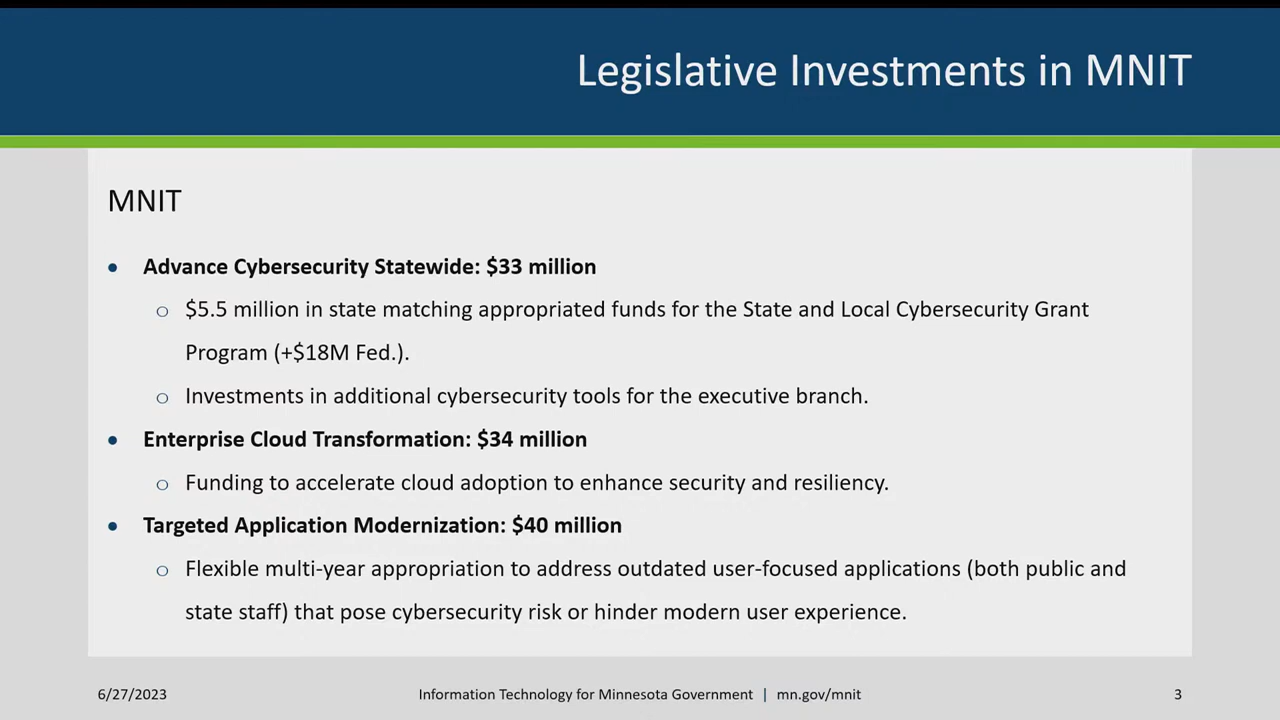 Legislative Investments in MNIT
MNIT
• Advance Cybersecurity Statewide: $33 million
o $5.5 million in state matching appropriated funds for the State and Local Cybersecurity Grant
Program (+$18M Fed.).
o Investments in additional cybersecurity tools for the executive branch.
• Enterprise Cloud Transformation: $34 million
o Funding to accelerate cloud adoption to enhance security and resiliency.
• Targeted Application Modernization: $40 million
o Flexible multi-year appropriation to address outdated user-focused applications (both public and
state staff) that pose cybersecurity risk or hinder modern user experience.
6/27/2023 Information Technology for Minnesota Government | mn.gov/mnit 3